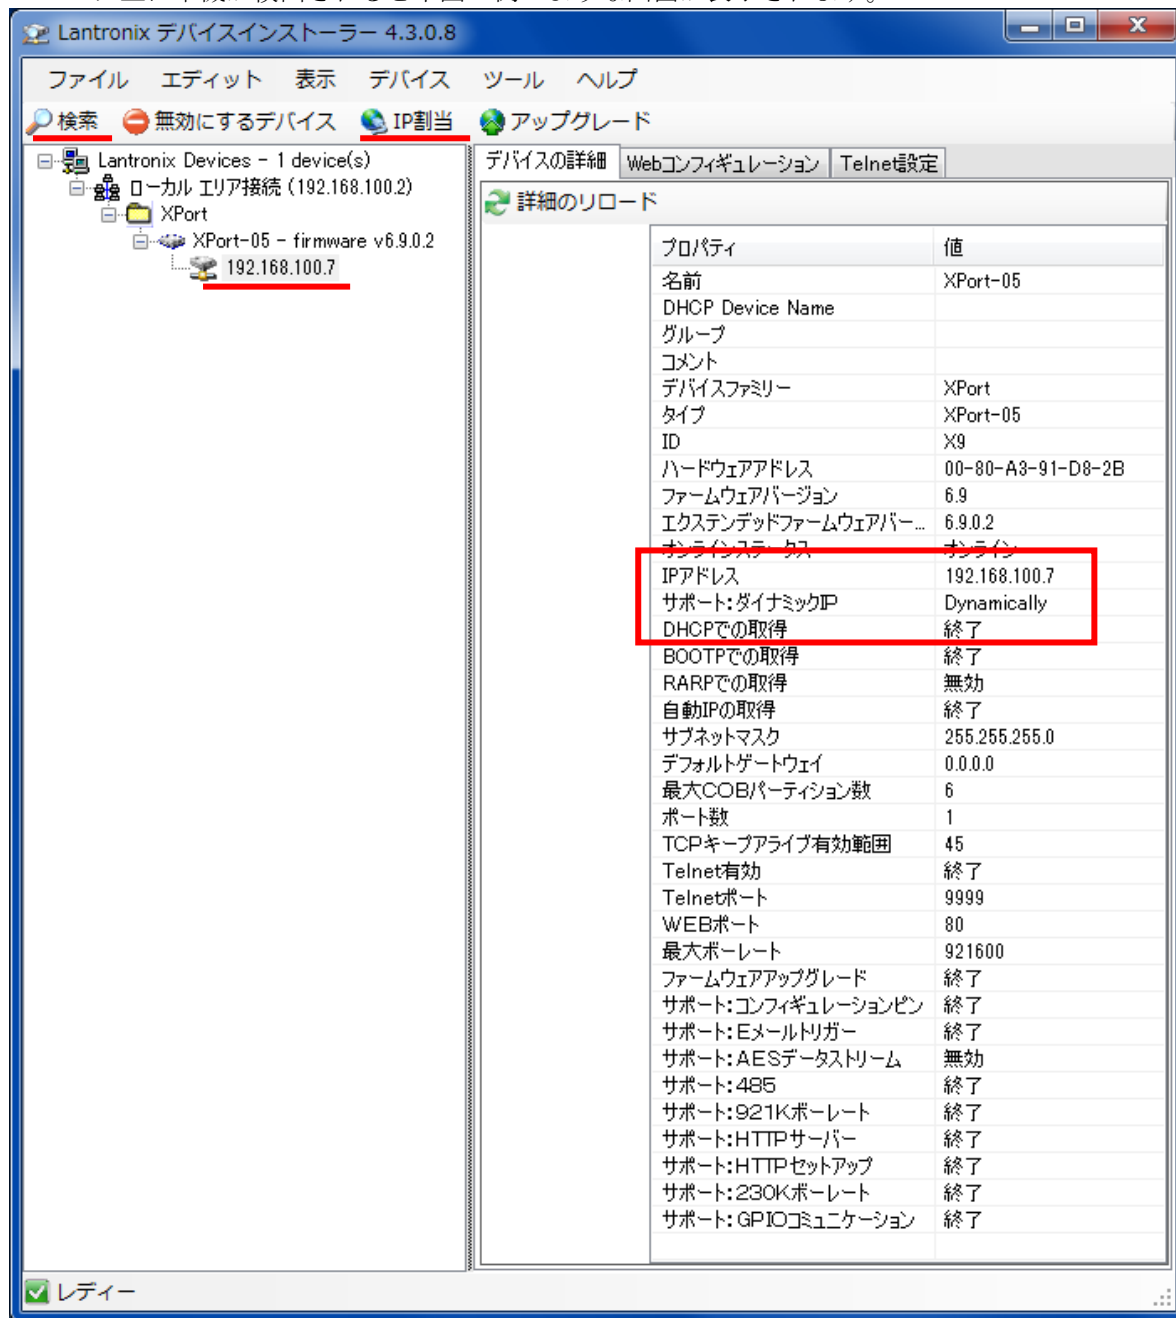 Lantronix デバイスインストーラー 4.3.0.8
ファイル エディット 表示 デバイス ツール ヘルプ
検索 無効にするデバイス IP割当 アップグレード
Lantronix Devices - 1 device(s)
ローカル エリア接続 (192.168.100.2)
XPort
XPort-05 - firmware v6.9.0.2
192.168.100.7
デバイスの詳細 Webコンフィギュレーション Telnet設定
詳細のリロード
プロパティ 値
名前 XPort-05
DHCP Device Name
グループ
コメント
デバイスファミリー XPort
タイプ XPort-05
ID X9
ハードウェアアドレス 00-80-A3-91-D8-2B
ファームウェアバージョン 6.9
エクステンデッドファームウェアバー... 6.9.0.2
オンラインステータス オンライン
IPアドレス 192.168.100.7
サポート:ダイナミックIP Dynamically
DHCPでの取得 終了
BOOTPでの取得 終了
RARPでの取得 無効
自動IPの取得 終了
サブネットマスク 255.255.255.0
デフォルトゲートウェイ 0.0.0.0
最大COBパーティション数 6
ポート数 1
TCPキープアライブ有効範囲 45
Telnet有効 終了
Telnetポート 9999
WEBポート 80
最大ボーレート 921600
ファームウェアアップグレード 終了
サポート:コンフィギュレーションピン 終了
サポート:Eメールトリガー 終了
サポート:AESデータストリーム 無効
サポート:485 終了
サポート:921Kボーレート 終了
サポート:HTTPサーバー 終了
サポート:HTTPセットアップ 終了
サポート:230Kボーレート 終了
サポート:GPIOコミュニケーション 終了
レディー